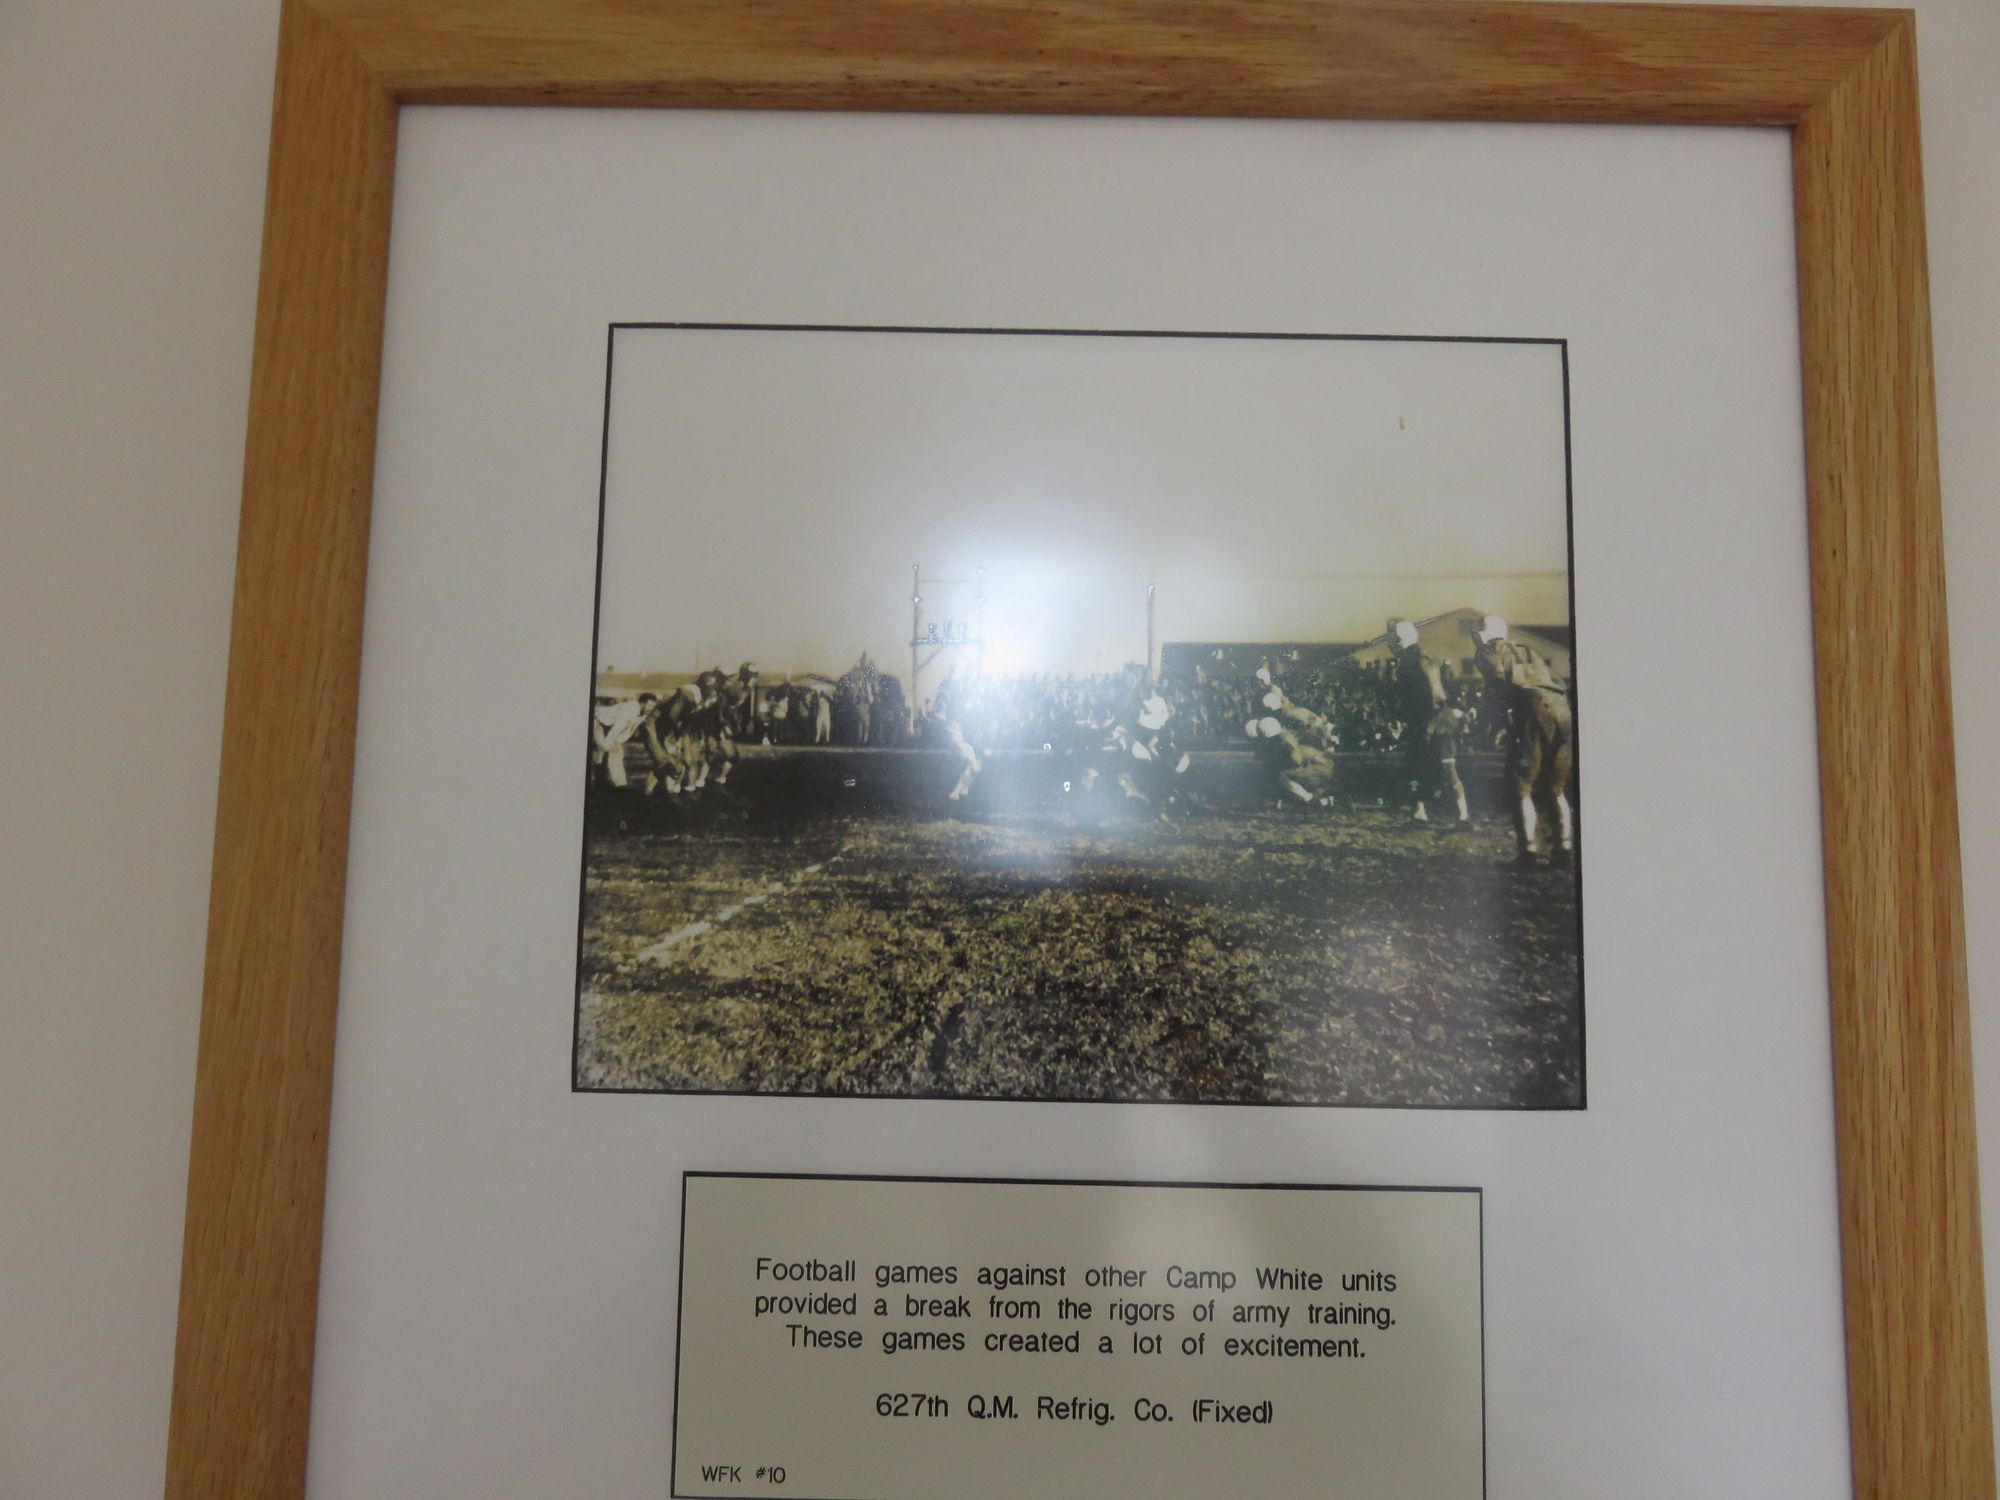 Football games against other Camp White units
provided a break from the rigors of army training.
These games created a lot of excitement.
627th Q.M. Refrig. Co. (Fixed)
WFK #10